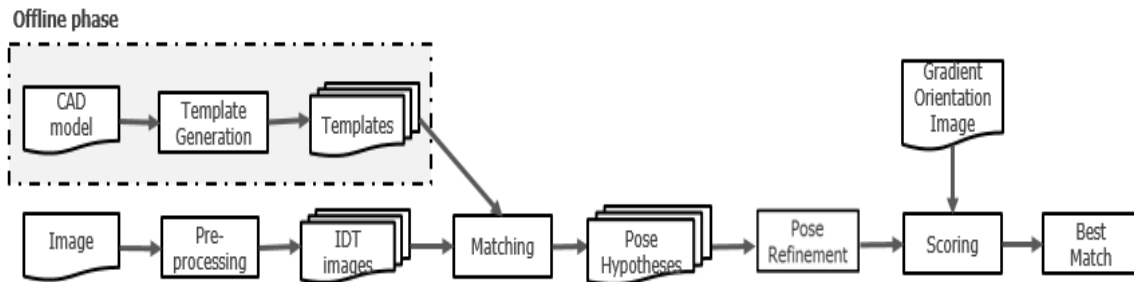 Offline phase
CAD
model
Template
Generation
Templates
Gradient
Orientation
Image
Image
Pre-
processing
IDT
images
Matching
Pose
Hypotheses
Pose
Refinement
Scoring
Best
Match